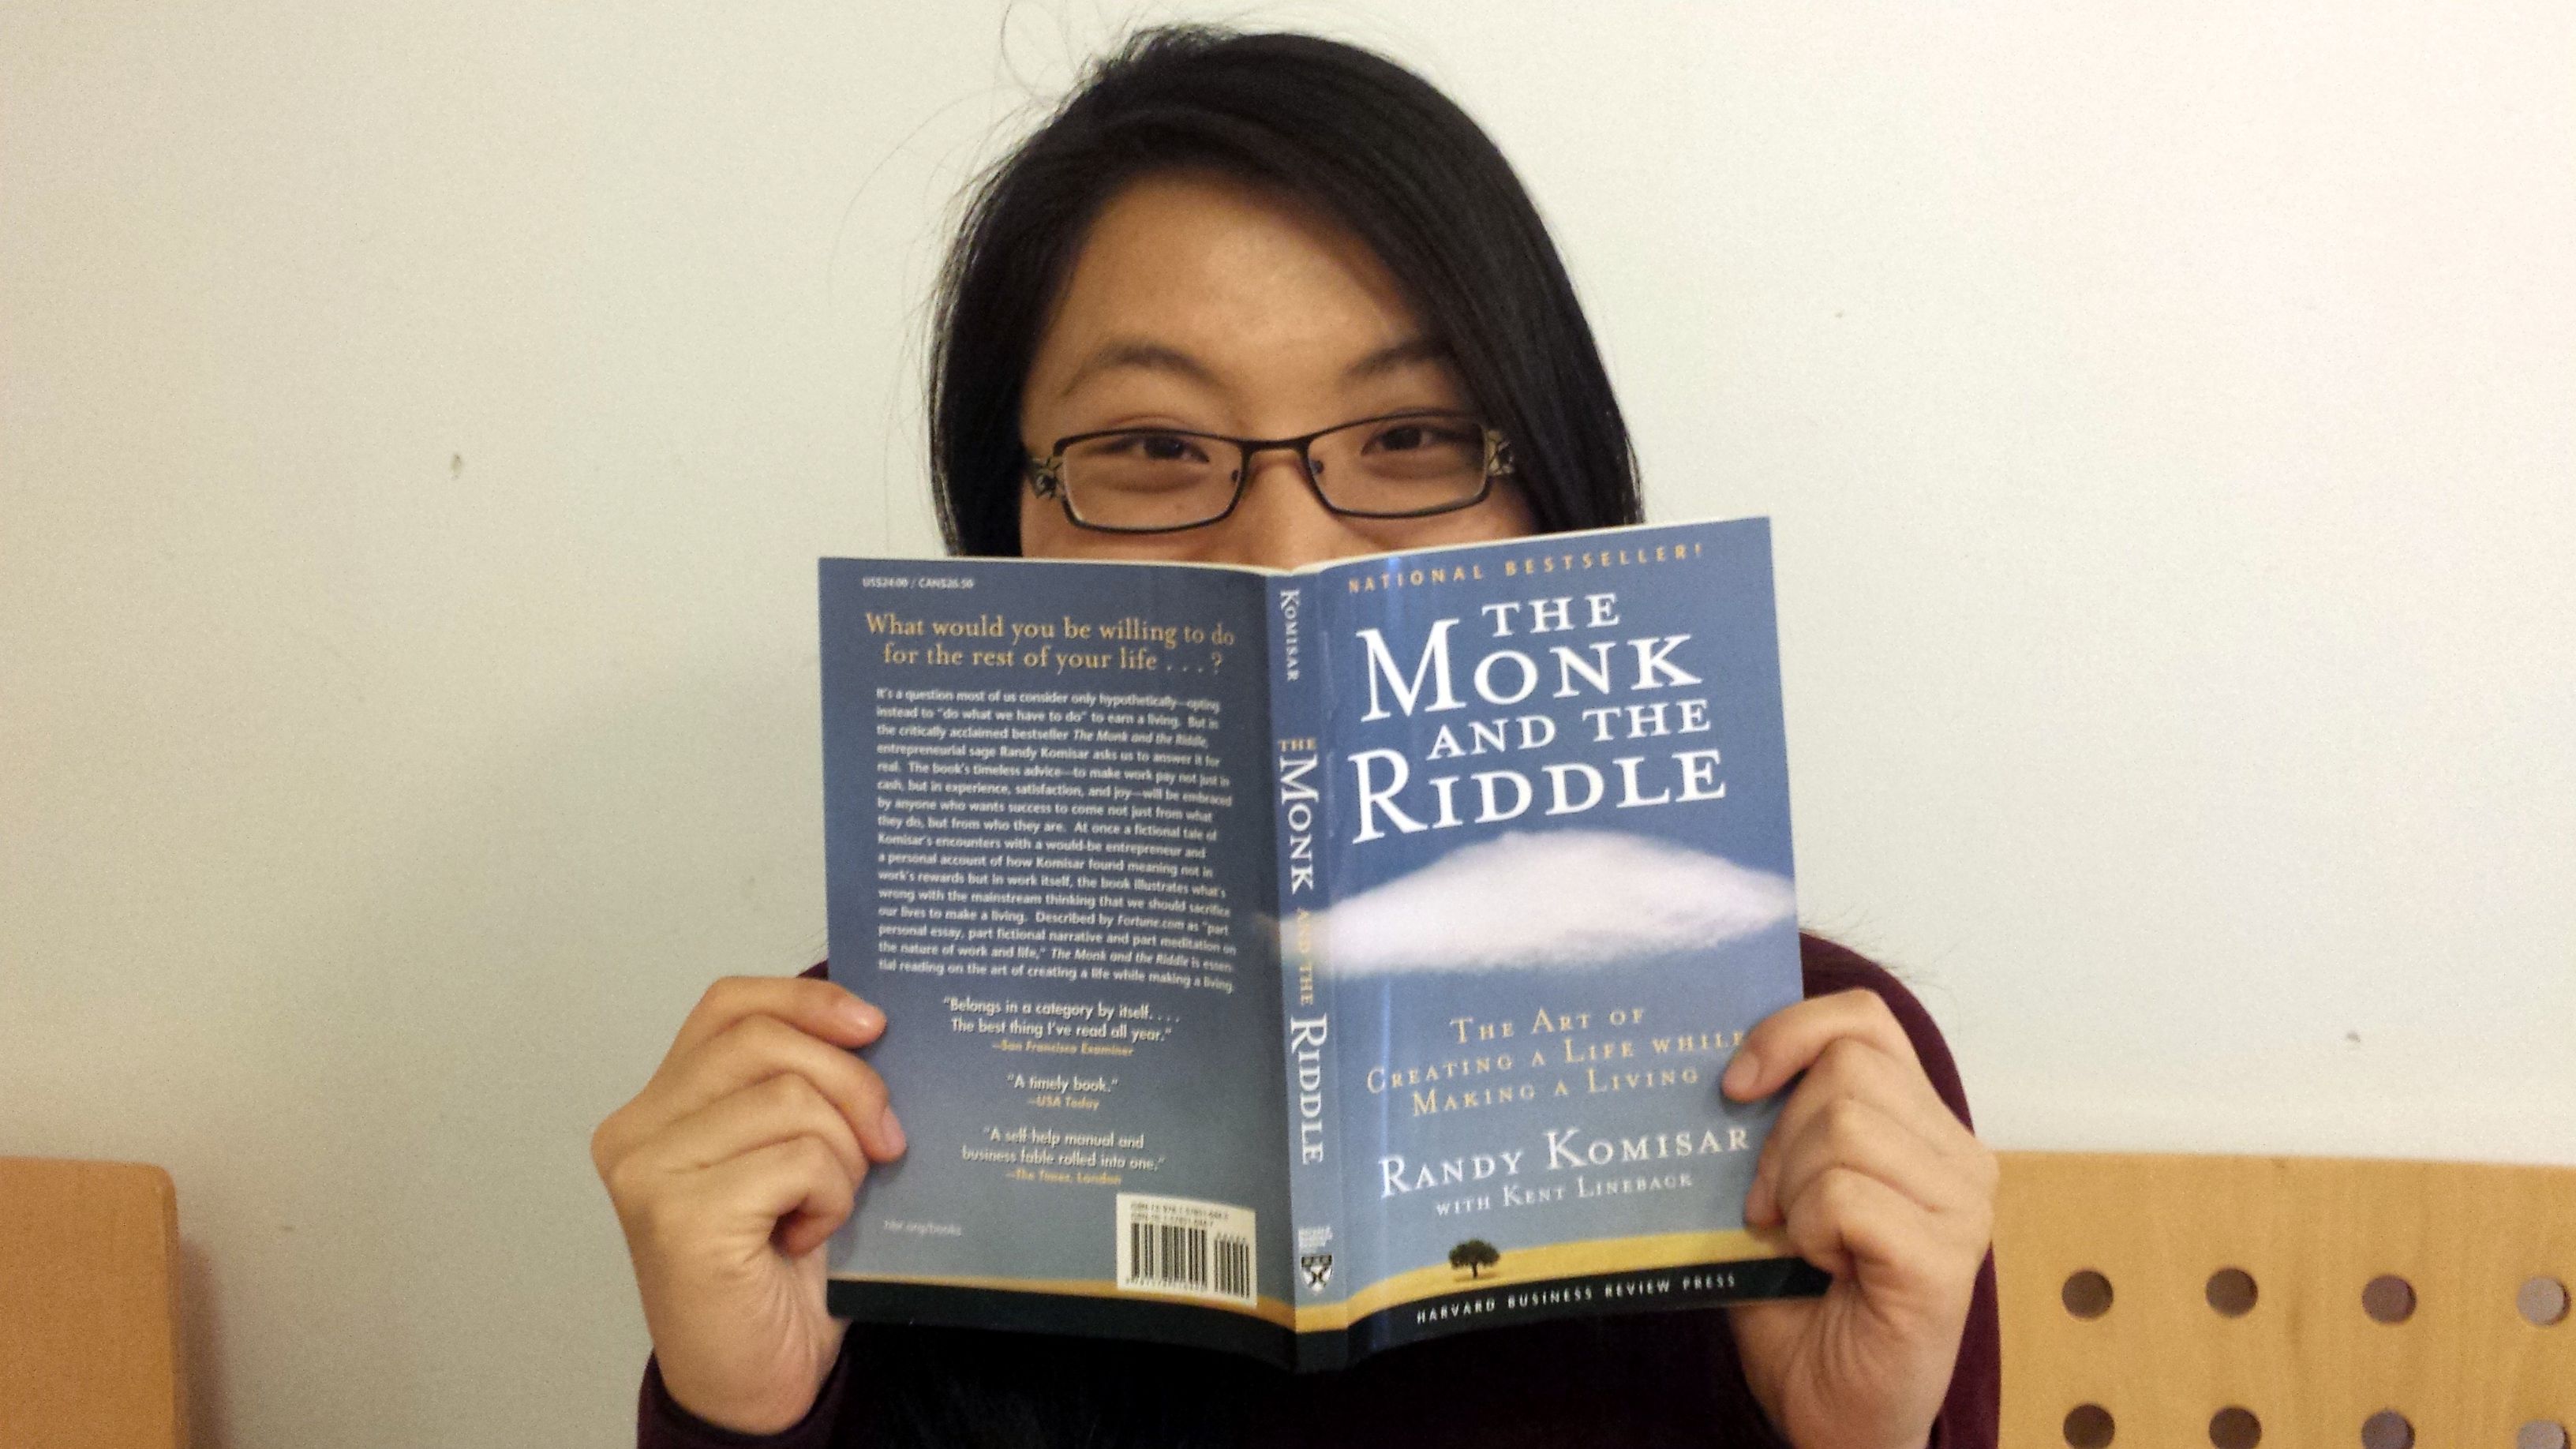 US$24.00 / CAN$26.50
What would you be willing to do
for the rest of your life . . . ?
It's a question most of us consider only hypothetically—opting
instead to "do what we have to do" to earn a living. But in
the critically acclaimed bestseller The Monk and the Riddle,
entrepreneurial sage Randy Komisar asks us to answer it for
real. The book's timeless advice—to make work pay not just in
cash, but in experience, satisfaction, and joy—will be embraced
by anyone who wants success to come not just from what
they do, but from who they are. At once a fictional tale of
Komisar's encounters with a would-be entrepreneur and
a personal account of how Komisar found meaning not in
work's rewards but in work itself, the book illustrates what's
wrong with the mainstream thinking that we should sacrifice
our lives to make a living. Described by Fortune.com as "part
personal essay, part fictional narrative and part meditation on
the nature of work and life," The Monk and the Riddle is essen-
tial reading on the art of creating a life while making a living.
"Belongs in a category by itself. . . .
The best thing I've read all year."
—San Francisco Examiner
"A timely book."
—USA Today
"A self-help manual and
business fable rolled into one."
—The Times, London
hbr.org/books
KOMISAR
THE MONK AND THE RIDDLE
NATIONAL BESTSELLER!
THE
MONK
AND THE
RIDDLE
THE ART OF
CREATING A LIFE WHILE
MAKING A LIVING
RANDY KOMISAR
WITH KENT LINEBACK
HARVARD BUSINESS REVIEW PRESS